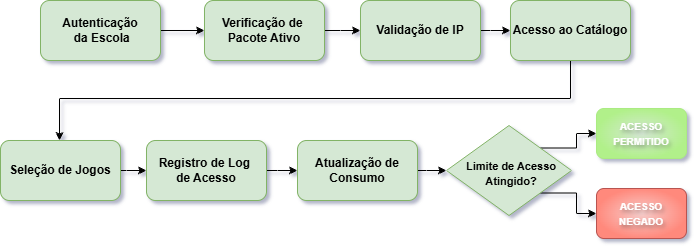 Autenticação
da Escola
Verificação de
Pacote Ativo
Validação de IP
Acesso ao Catálogo
Seleção de Jogos
Registro de Log
de Acesso
Atualização de
Consumo
Limite de Acesso
Atingido?
ACESSO
PERMITIDO
ACESSO
NEGADO